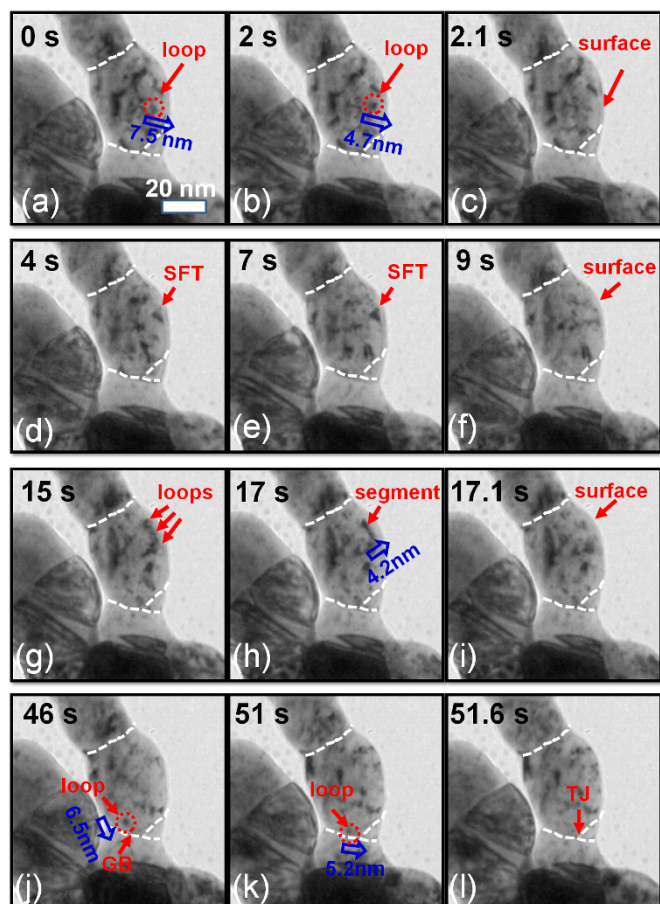 0 s
loop
7.5 nm
20 nm
(a)
2 s
loop
4.7nm
(b)
2.1 s
surface
(c)
4 s
SFT
(d)
7 s
SFT
(e)
9 s
surface
(f)
15 s
loops
(g)
17 s
segment
4.2nm
(h)
17.1 s
surface
(i)
46 s
loop
6.5nm
GB
(j)
51 s
loop
5.2nm
(k)
51.6 s
TJ
(l)